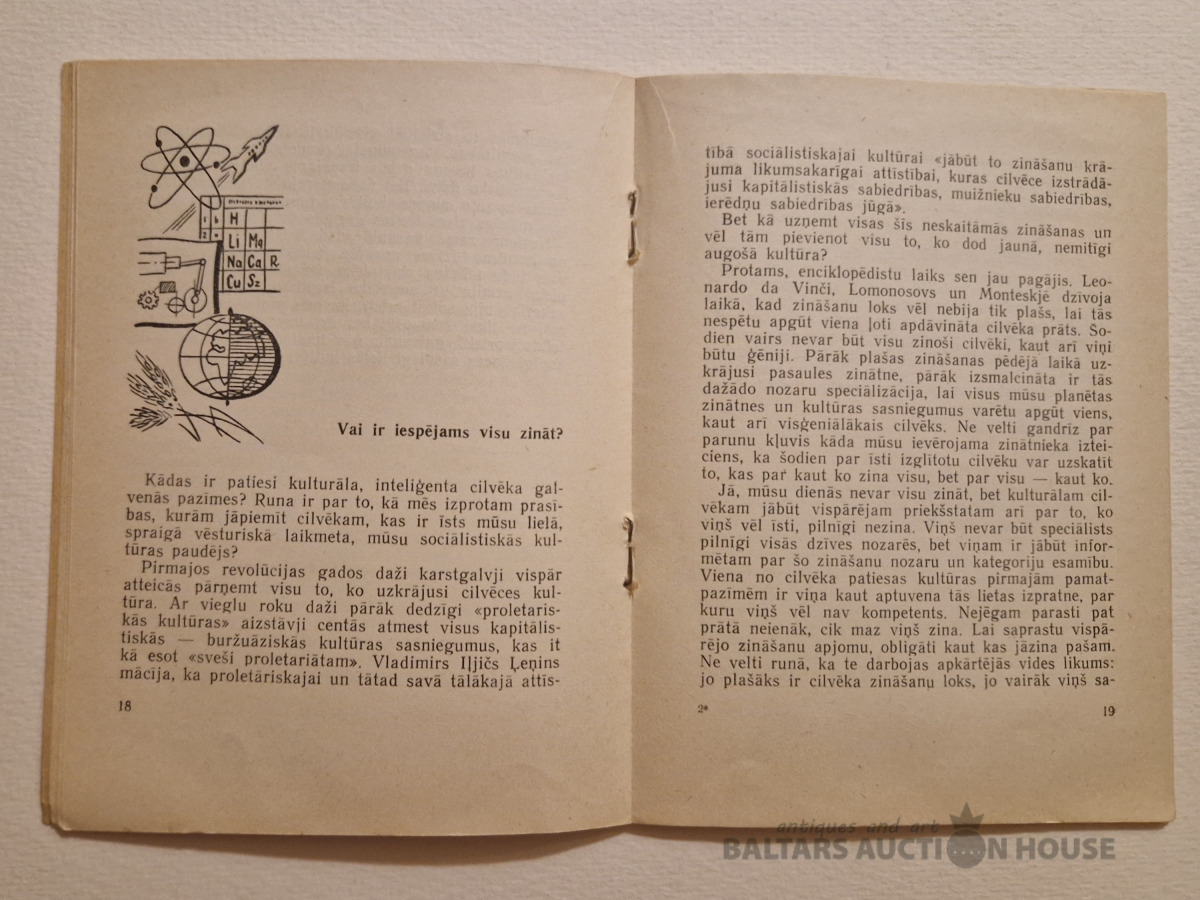 H
Li Mg
Na Ca R
Cu Sz
Vai ir iespējams visu zināt?
Kādas ir patiesi kulturāla, inteliģenta cilvēka gal-
venās pazīmes? Runa ir par to, kā mēs izprotam prasī-
bas, kurām jāpiemīt cilvēkam, kas ir īsts mūsu lielā,
spraigā vēsturiskā laikmeta, mūsu sociālistiskās kul-
tūras paudējs?
Pirmajos revolūcijas gados daži karstgalvji vispār
atteicās pārņemt visu to, ko uzkrājusi cilvēces kul-
tūra. Ar vieglu roku daži pārāk dedzīgi «proletaris-
kās kultūras» aizstāvji centās atmest visus kapitālis-
tiskās — buržuāziskās kultūras sasniegumus, kas it
kā esot «sveši proletariātam». Vladimirs Iļjičs Ļeņins
mācīja, ka proletāriskajai un tātad savā tālākajā attīs-
18
tībā sociālistiskajai kultūrai «jābūt to zināšanu krā-
juma likumsakarīgai attīstībai, kuras cilvēce izstrādā-
jusi kapitālistiskās sabiedrības, muižnieku sabiedrības,
ierēdņu sabiedrības jūgā».
Bet kā uzņemt visas šīs neskaitāmās zināšanas un
vēl tām pievienot visu to, ko dod jaunā, nemitīgi
augošā kultūra?
Protams, enciklopēdistu laiks sen jau pagājis. Leo-
nardo da Vinči, Lomonosovs un Monteskjē dzīvoja
laikā, kad zināšanu loks vēl nebija tik plašs, lai tās
nespētu apgūt viena ļoti apdāvināta cilvēka prāts. Šo-
dien vairs nevar būt visu zinoši cilvēki, kaut arī viņi
būtu ģēniji. Pārāk plašas zināšanas pēdējā laikā uz-
krājusi pasaules zinātne, pārāk izsmalcināta ir tās
dažādo nozaru speciālizācija, lai visus mūsu planētas
zinātnes un kultūras sasniegumus varētu apgūt viens,
kaut arī visģeniālākais cilvēks. Ne velti gandrīz par
parunu kļuvis kāda mūsu ievērojama zinātnieka iztei-
ciens, ka šodien par īsti izglītotu cilvēku var uzskatīt
to, kas par kaut ko zina visu, bet par visu — kaut ko.
Jā, mūsu dienās nevar visu zināt, bet kulturālam cil-
vēkam jābūt vispārējam priekšstatam arī par to, ko
viņš vēl īsti, pilnīgi nezina. Viņš nevar būt speciālists
pilnīgi visās dzīves nozarēs, bet viņam ir jābūt infor-
mētam par šo zināšanu nozaru un kategoriju esamību.
Viena no cilvēka patiesas kultūras pirmajām pamat-
pazīmēm ir viņa kaut aptuvena tās lietas izpratne, par
kuru viņš vēl nav kompetents. Nejēgam parasti pat
prātā neienāk, cik maz viņš zina. Lai saprastu vispā-
rējo zināšanu apjomu, obligāti kaut kas jāzina pašam.
Ne velti runā, ka te darbojas apkārtējās vides likums:
jo plašāks ir cilvēka zināšanu loks, jo vairāk viņš sa-
2*
19
antiques and art
BALTARS AUCTION HOUSE